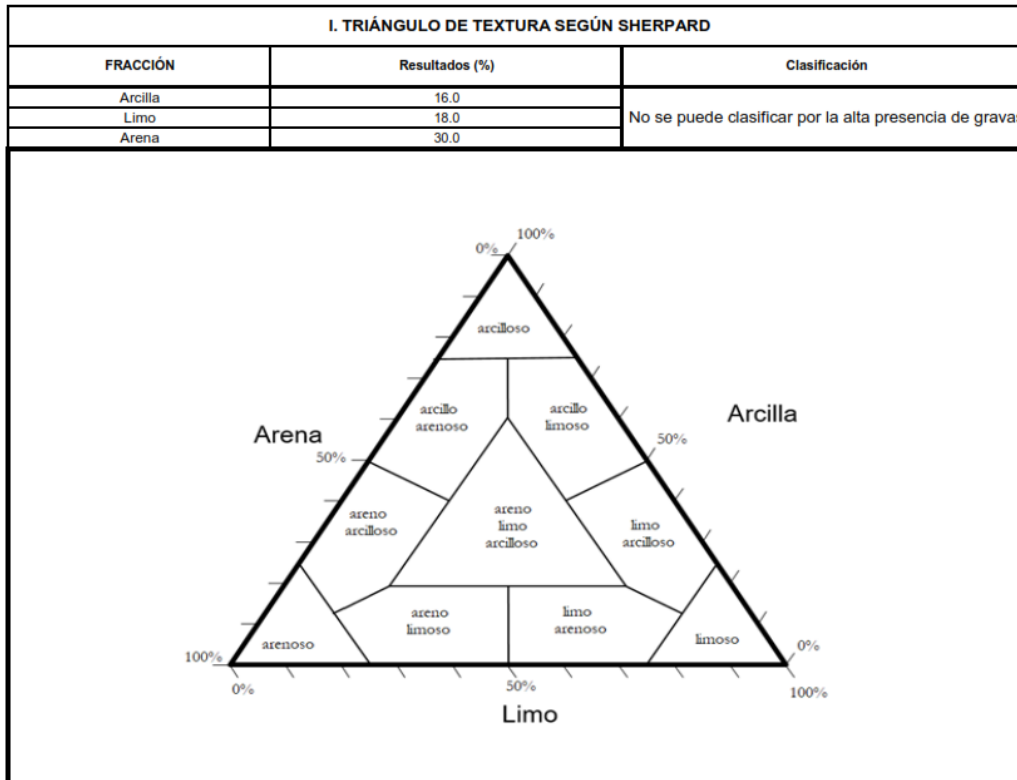 I. TRIÁNGULO DE TEXTURA SEGÚN SHERPARD
FRACCIÓN Resultados (%) Clasificación
Arcilla 16.0
Limo 18.0 No se puede clasificar por la alta presencia de gravas
Arena 30.0
0% 100%
arcilloso
arcillo
arenoso
arcillo
limoso
Arena
Arcilla
50%
50%
areno
arcilloso
areno
limo
arcilloso
limo
arcilloso
areno
limoso
limo
arenoso
arenoso
limoso
100%
0%
0%
50%
100%
Limo